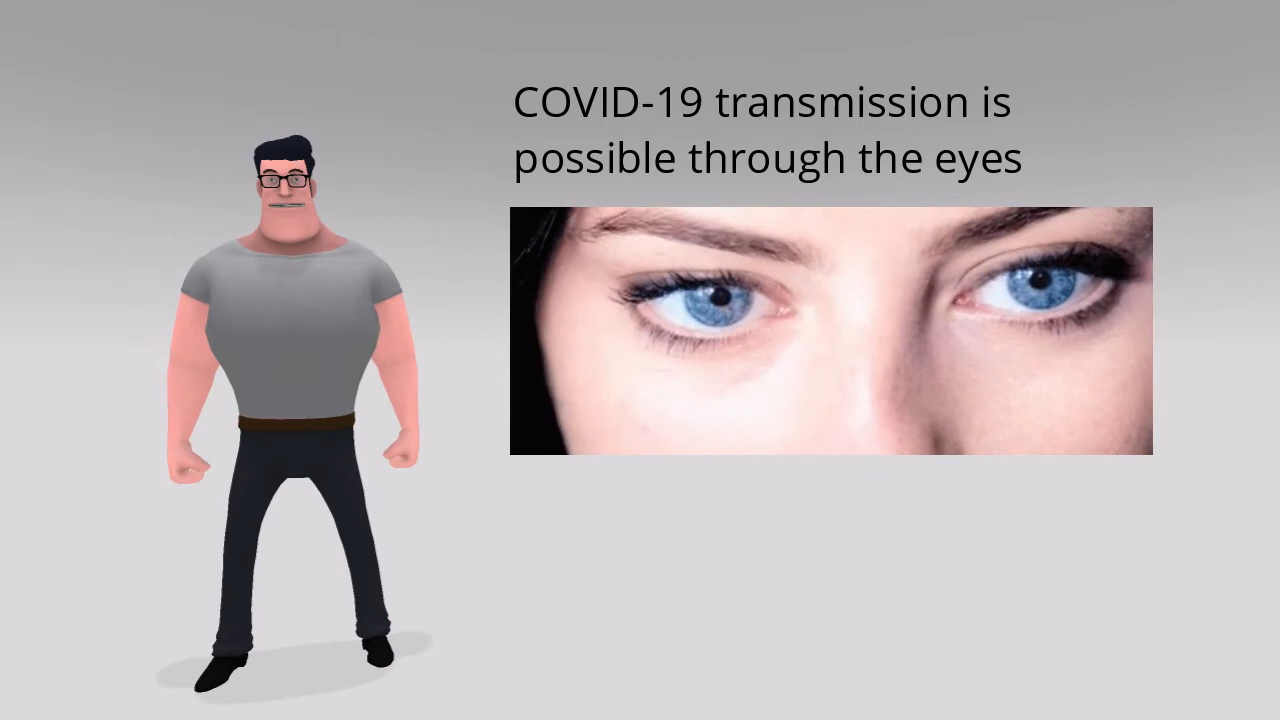 COVID-19 transmission is
possible through the eyes